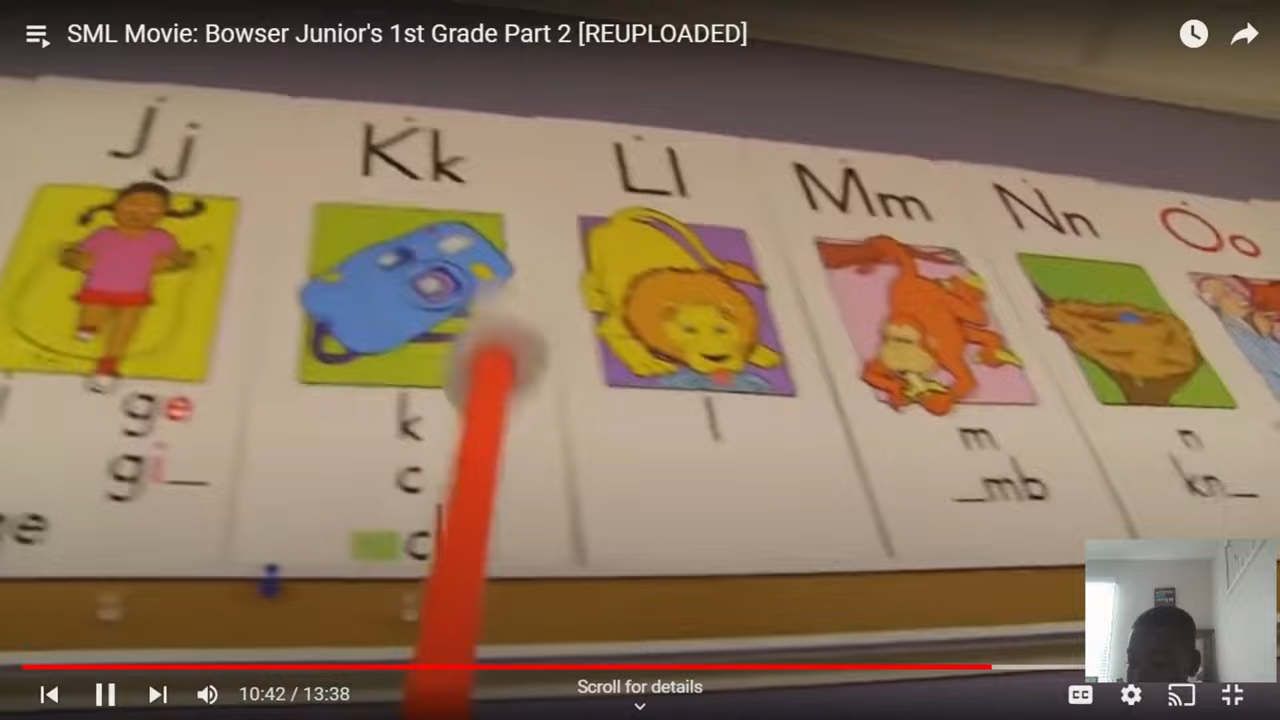 SML Movie: Bowser Junior's 1st Grade Part 2 [REUPLOADED]
Jj Kk Ll Mm Nn Oo
ge k l m n
gi_ c _mb kn_
10:42 / 13:38 Scroll for details CC